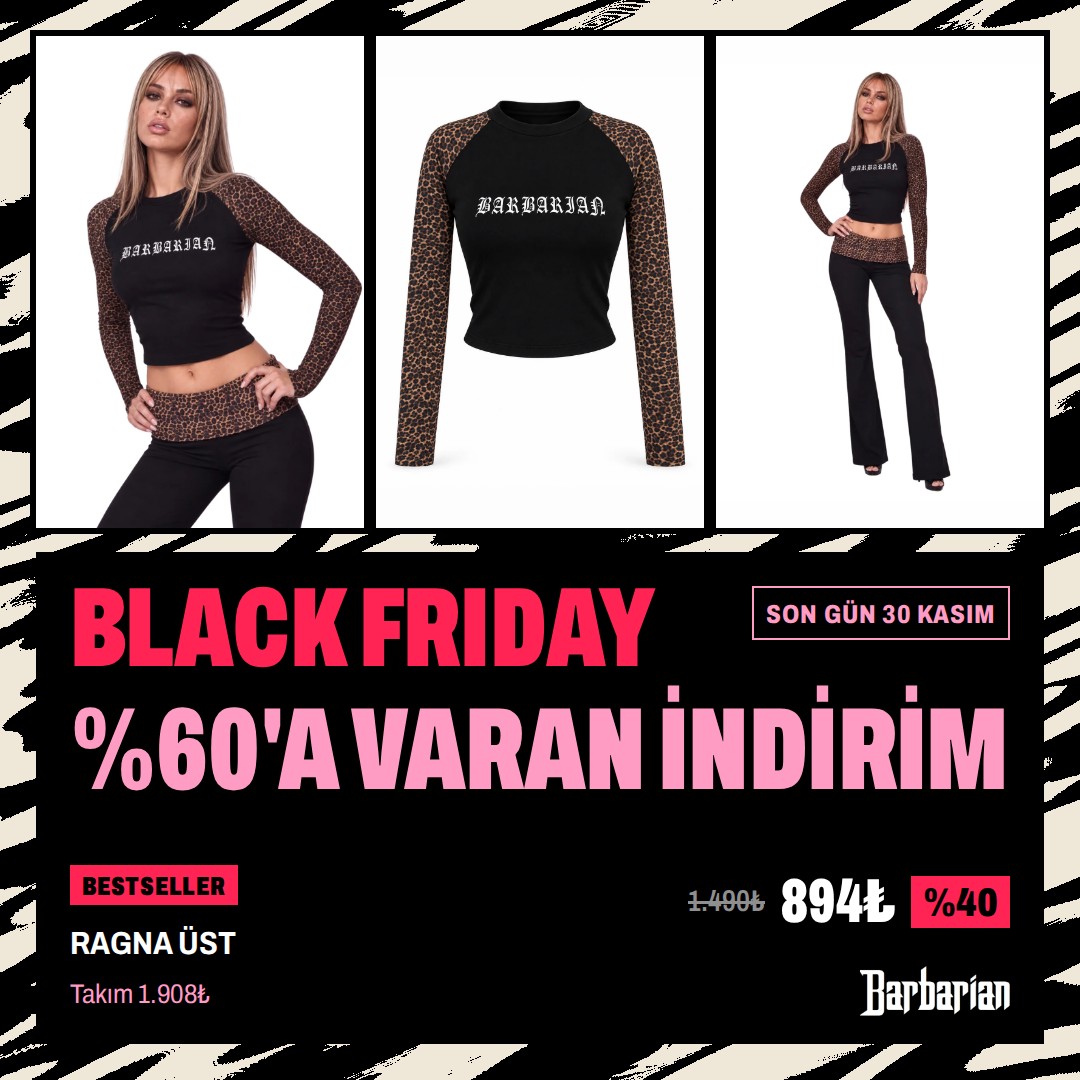 BARBARIAN
BARBARIAN
BARBARIAN
BLACK FRIDAY
SON GÜN 30 KASIM
%60'A VARAN İNDİRİM
BESTSELLER
1.490₺ 894₺ %40
RAGNA ÜST
Takım 1.908₺
Barbarian